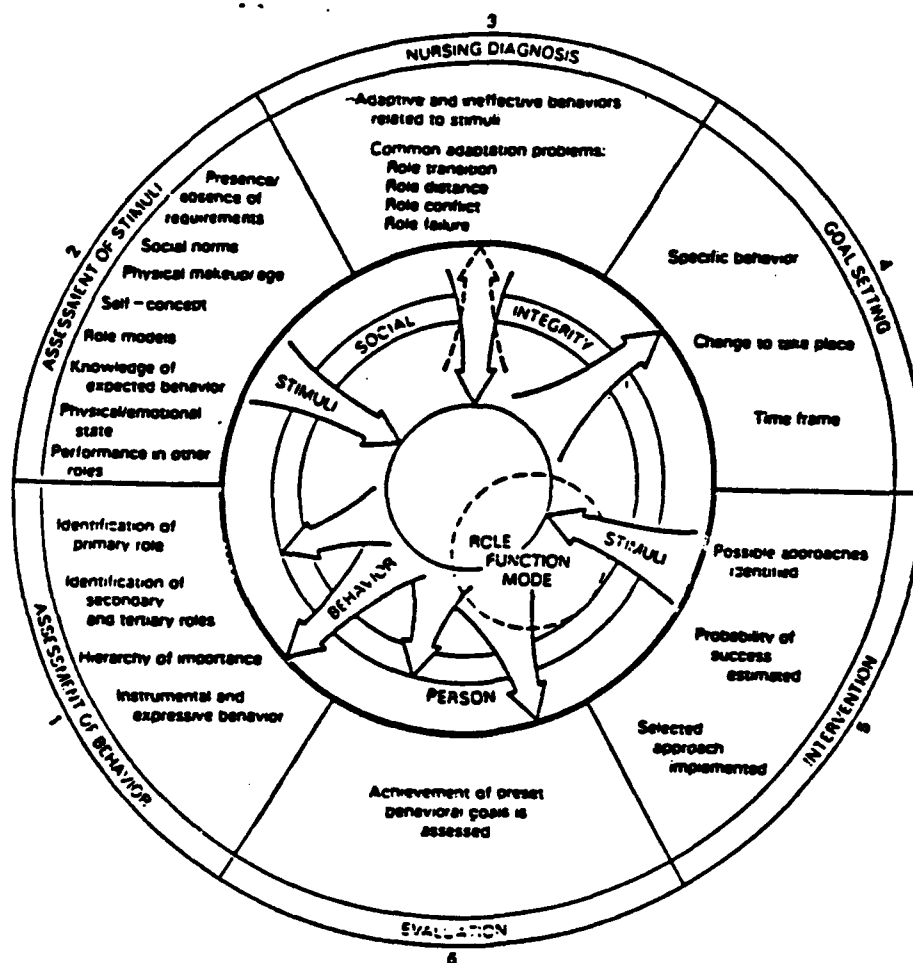 3
NURSING DIAGNOSIS
-Adaptive and ineffective behaviors
related to stimuli
Common adaptation problems:
Role transition
Role distance
Role conflict
Role failure
2
ASSESSMENT OF STIMULI
Presence/
absence of
requirements
Social norms
Physical makeup/age
Self-concept
Role models
Knowledge of
expected behavior
Physical/emotional
state
Performance in other
roles
4
GOAL SETTING
Specific behavior
Change to take place
Time frame
SOCIAL
INTEGRITY
STIMULI
STIMULI
ROLE
FUNCTION
MODE
BEHAVIOR
PERSON
1
ASSESSMENT OF BEHAVIOR
Identification of
primary role
Identification of
secondary
and tertiary roles
Hierarchy of importance
Instrumental and
expressive behavior
5
INTERVENTION
Possible approaches
identified
Probability of
success
estimated
Selected
approach
implemented
Achievement of preset
behavioral goals is
assessed
EVALUATION
6